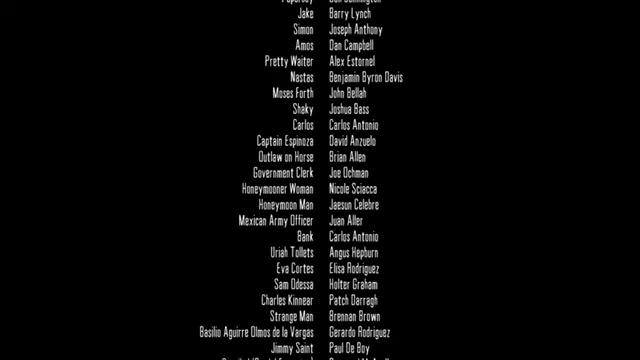 Jake Barry Lynch
Simon Joseph Anthony
Amos Dan Campbell
Pretty Waiter Alex Estornel
Nastas Benjamin Byron Davis
Moses Forth John Bellah
Shaky Joshua Bass
Carlos Carlos Antonio
Captain Espinoza David Anzuelo
Outlaw on Horse Brian Allen
Government Clerk Joe Ochman
Honeymooner Woman Nicole Sciacca
Honeymoon Man Jaesun Celebre
Mexican Army Officer Juan Aller
Bank Carlos Antonio
Uriah Tollets Angus Hepburn
Eva Cortes Elisa Rodriguez
Sam Odessa Holter Graham
Charles Kinnear Patch Darragh
Strange Man Brennan Brown
Basilio Aguirre Olmos de la Vargas Gerardo Rodriguez
Jimmy Saint Paul De Boy